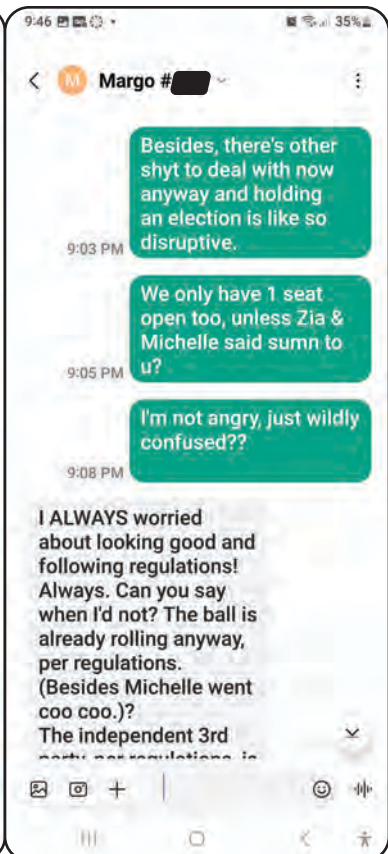 9:46
35%
M Margo #
Besides, there's other
shyt to deal with now
anyway and holding
an election is like so
disruptive.
9:03 PM
We only have 1 seat
open too, unless Zia &
Michelle said sumn to
u?
9:05 PM
I'm not angry, just wildly
confused??
9:08 PM
I ALWAYS worried
about looking good and
following regulations!
Always. Can you say
when I'd not? The ball is
already rolling anyway,
per regulations.
(Besides Michelle went
coo coo.)?
The independent 3rd
party, per regulations, is